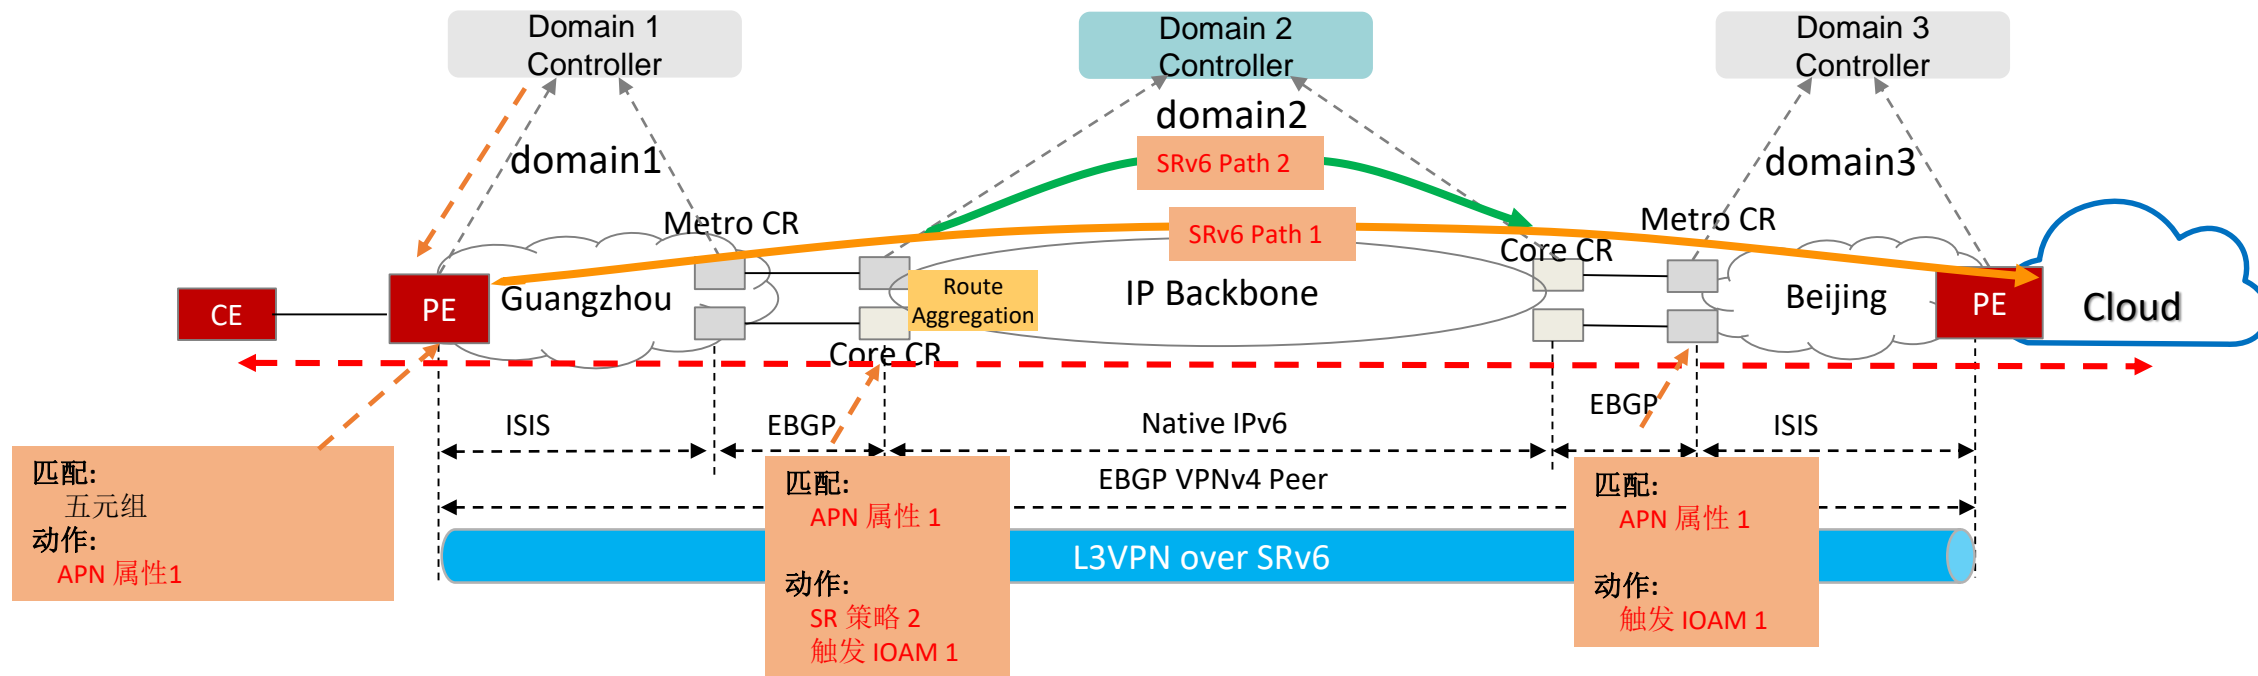 Domain 1
Controller
Domain 2
Controller
Domain 3
Controller
domain1
domain2
domain3
SRv6 Path 2
SRv6 Path 1
Metro CR
Metro CR
Core CR
CE
PE
Guangzhou
Route
Aggregation
IP Backbone
Beijing
PE
Cloud
Core CR
ISIS
EBGP
Native IPv6
EBGP
ISIS
EBGP VPNv4 Peer
L3VPN over SRv6
匹配:
五元组
动作:
APN 属性1
匹配:
APN 属性 1
动作:
SR 策略 2
触发 IOAM 1
匹配:
APN 属性 1
动作:
触发 IOAM 1